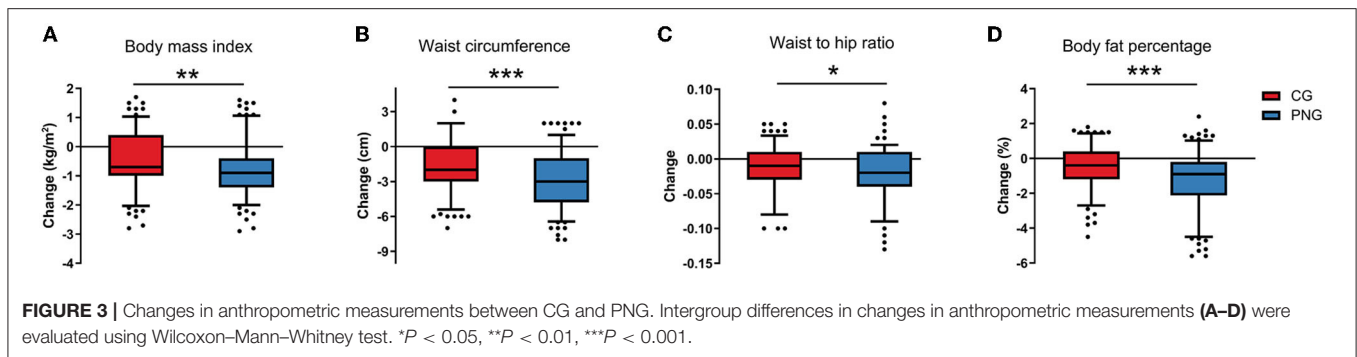 A
Body mass index
**
Change (kg/m²)
2
1
0
-1
-2
-3
-4
B
Waist circumference
***
Change (cm)
3
0
-3
-6
-9
C
Waist to hip ratio
*
Change
0.10
0.05
0.00
-0.05
-0.10
-0.15
D
Body fat percentage
***
Change (%)
4
2
0
-2
-4
-6
CG
PNG
FIGURE 3 | Changes in anthropometric measurements between CG and PNG. Intergroup differences in changes in anthropometric measurements (A–D) were
evaluated using Wilcoxon–Mann–Whitney test. *P < 0.05, **P < 0.01, ***P < 0.001.